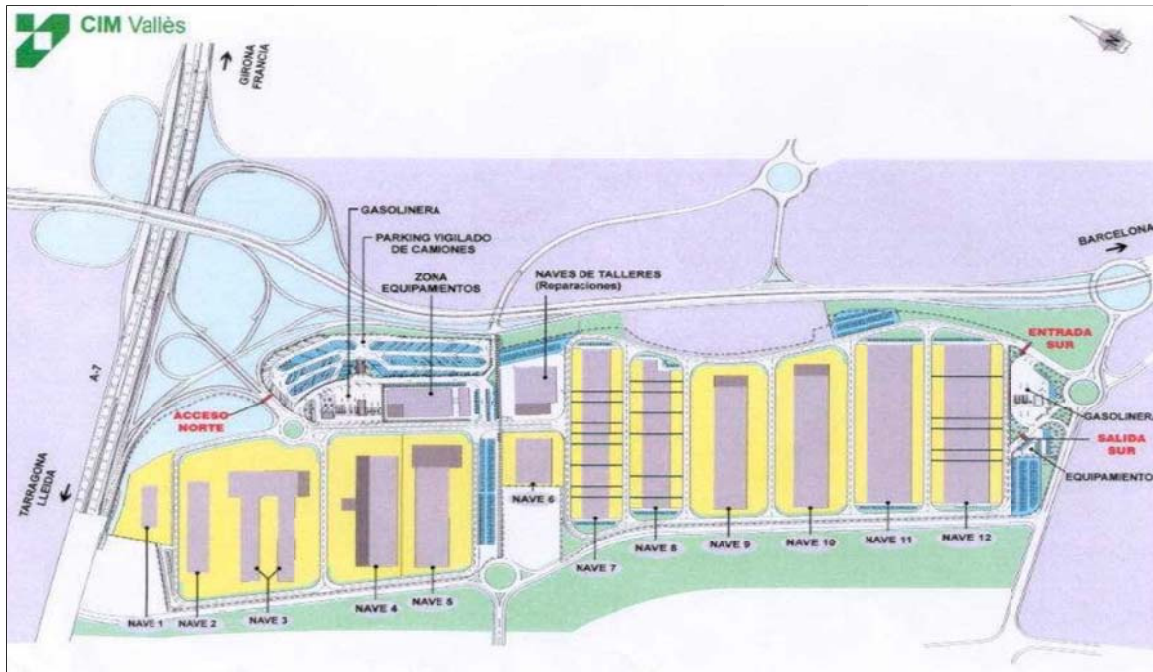 CIM Vallès
GIRONA
FRANCIA
N
GASOLINERA
PARKING VIGILADO
DE CAMIONES
ZONA
EQUIPAMIENTOS
NAVES DE TALLERES
(Reparaciones)
BARCELONA
ENTRADA
SUR
A-7
ACCESO
NORTE
GASOLINERA
SALIDA
SUR
EQUIPAMIENTO
TARRAGONA
LLEIDA
NAVE 6
NAVE 7
NAVE 8
NAVE 9
NAVE 10
NAVE 11
NAVE 12
NAVE 1
NAVE 2
NAVE 3
NAVE 4
NAVE 5